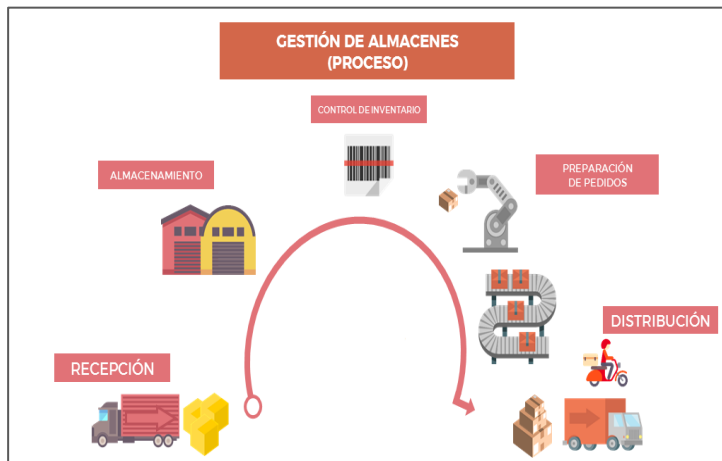 GESTIÓN DE ALMACENES
(PROCESO)
CONTROL DE INVENTARIO
ALMACENAMIENTO
PREPARACIÓN
DE PEDIDOS
DISTRIBUCIÓN
RECEPCIÓN